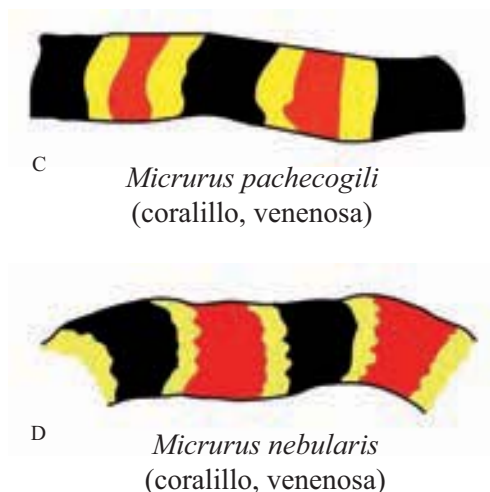 C
Micrurus pachecogili
(coralillo, venenosa)
D
Micrurus nebularis
(coralillo, venenosa)